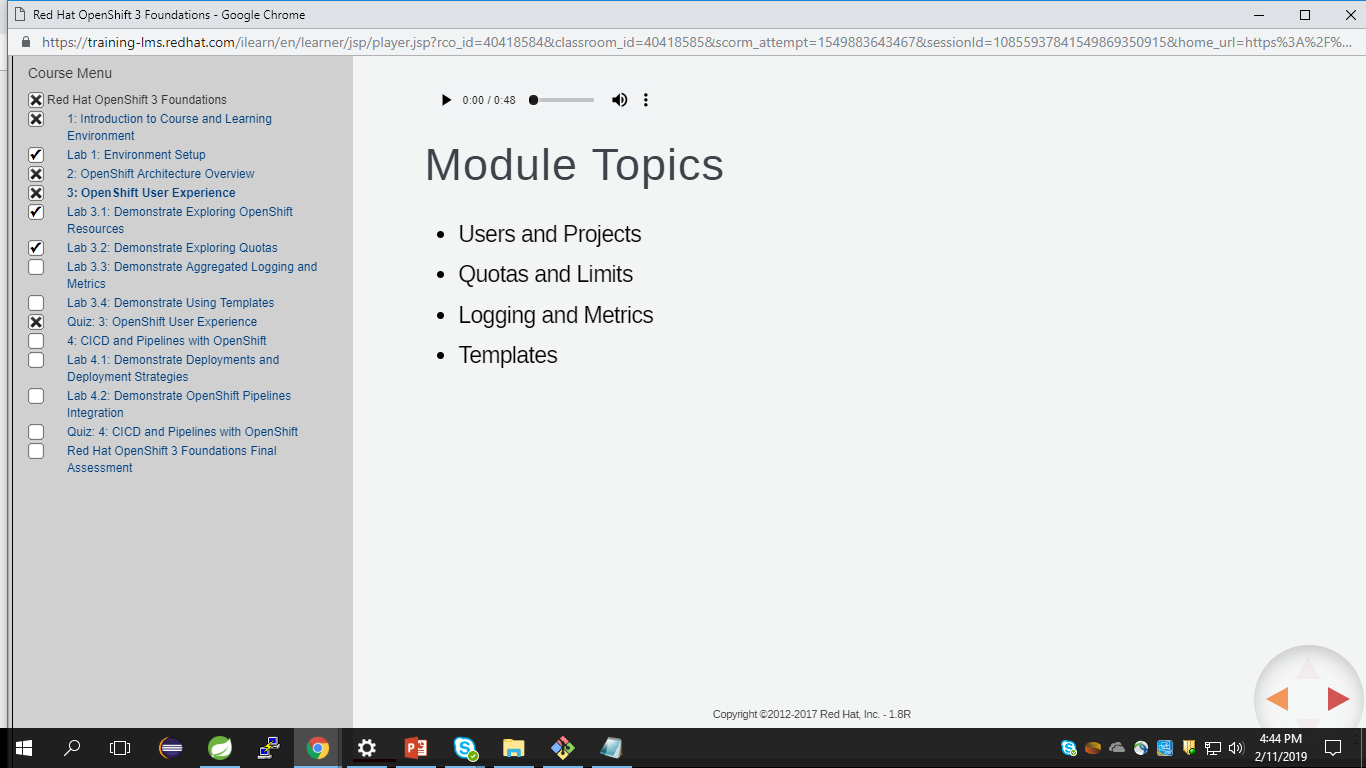 Red Hat OpenShift 3 Foundations - Google Chrome
https://training-lms.redhat.com/ilearn/en/learner/jsp/player.jsp?rco_id=40418584&classroom_id=40418585&scorm_attempt=1549883643467&sessionId=10855937841549869350915&home_url=https%3A%2F%...
Course Menu
Red Hat OpenShift 3 Foundations
1: Introduction to Course and Learning
Environment
Lab 1: Environment Setup
2: OpenShift Architecture Overview
3: OpenShift User Experience
Lab 3.1: Demonstrate Exploring OpenShift
Resources
Lab 3.2: Demonstrate Exploring Quotas
Lab 3.3: Demonstrate Aggregated Logging and
Metrics
Lab 3.4: Demonstrate Using Templates
Quiz: 3: OpenShift User Experience
4: CICD and Pipelines with OpenShift
Lab 4.1: Demonstrate Deployments and
Deployment Strategies
Lab 4.2: Demonstrate OpenShift Pipelines
Integration
Quiz: 4: CICD and Pipelines with OpenShift
Red Hat OpenShift 3 Foundations Final
Assessment
0:00 / 0:48
Module Topics
• Users and Projects
• Quotas and Limits
• Logging and Metrics
• Templates
Copyright ©2012-2017 Red Hat, Inc. - 1.8R
4:44 PM
2/11/2019